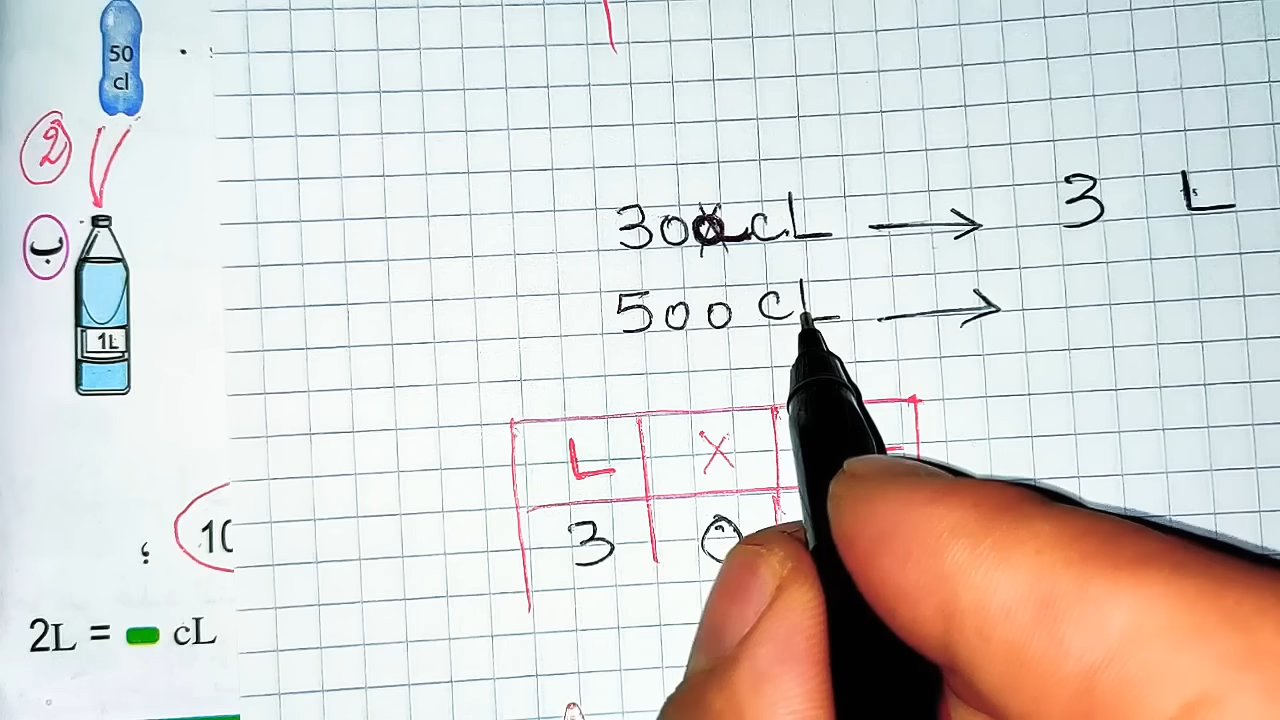 50
cl
2
ب
1L
300cL → 3 L
500 cL → 
L X
3 0
؛ 10
2L = cL